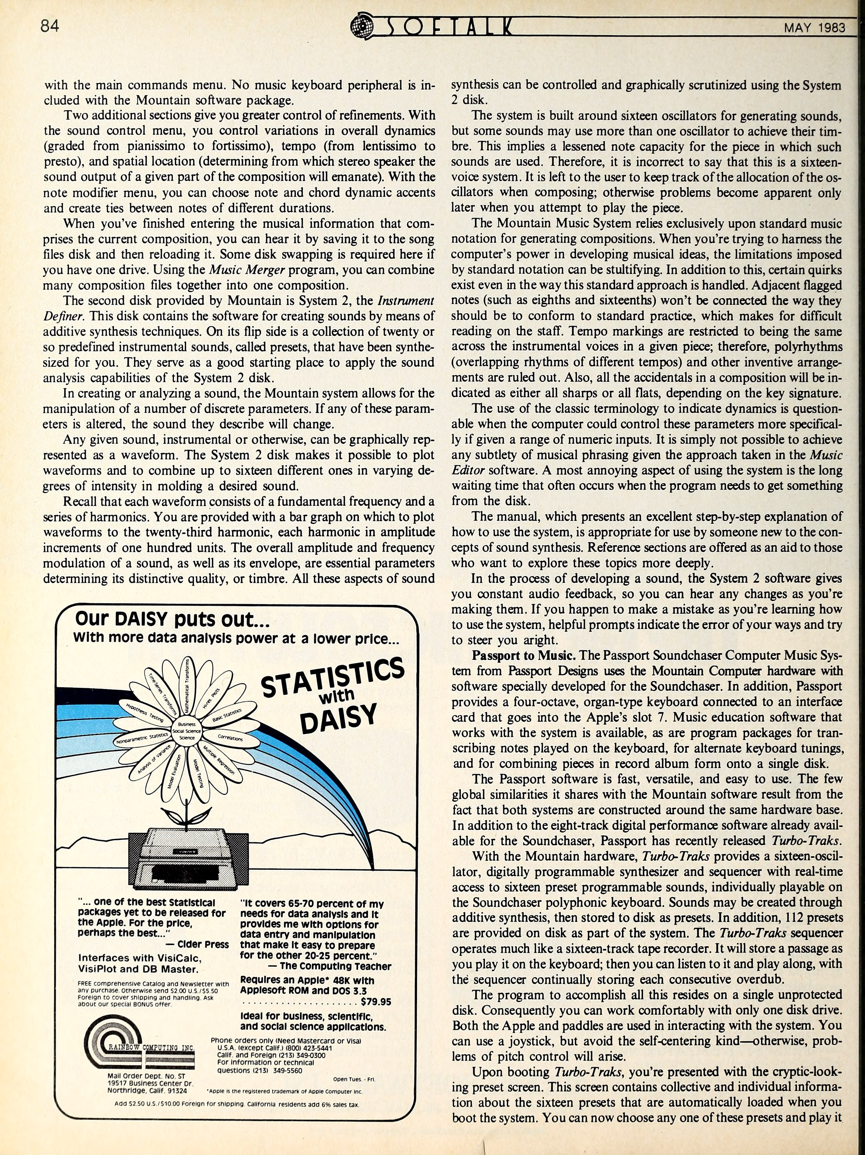 84
SOFTALK
MAY 1983
with the main commands menu. No music keyboard peripheral is in-
cluded with the Mountain software package.
Two additional sections give you greater control of refinements. With
the sound control menu, you control variations in overall dynamics
(graded from pianissimo to fortissimo), tempo (from lentissimo to
presto), and spatial location (determining from which stereo speaker the
sound output of a given part of the composition will emanate). With the
note modifier menu, you can choose note and chord dynamic accents
and create ties between notes of different durations.
When you've finished entering the musical information that com-
prises the current composition, you can hear it by saving it to the song
files disk and then reloading it. Some disk swapping is required here if
you have one drive. Using the Music Merger program, you can combine
many composition files together into one composition.
The second disk provided by Mountain is System 2, the Instrument
Definer. This disk contains the software for creating sounds by means of
additive synthesis techniques. On its flip side is a collection of twenty or
so predefined instrumental sounds, called presets, that have been synthe-
sized for you. They serve as a good starting place to apply the sound
analysis capabilities of the System 2 disk.
In creating or analyzing a sound, the Mountain system allows for the
manipulation of a number of discrete parameters. If any of these param-
eters is altered, the sound they describe will change.
Any given sound, instrumental or otherwise, can be graphically rep-
resented as a waveform. The System 2 disk makes it possible to plot
waveforms and to combine up to sixteen different ones in varying de-
grees of intensity in molding a desired sound.
Recall that each waveform consists of a fundamental frequency and a
series of harmonics. You are provided with a bar graph on which to plot
waveforms to the twenty-third harmonic, each harmonic in amplitude
increments of one hundred units. The overall amplitude and frequency
modulation of a sound, as well as its envelope, are essential parameters
determining its distinctive quality, or timbre. All these aspects of sound
synthesis can be controlled and graphically scrutinized using the System
2 disk.
The system is built around sixteen oscillators for generating sounds,
but some sounds may use more than one oscillator to achieve their tim-
bre. This implies a lessened note capacity for the piece in which such
sounds are used. Therefore, it is incorrect to say that this is a sixteen-
voice system. It is left to the user to keep track of the allocation of the os-
cillators when composing; otherwise problems become apparent only
later when you attempt to play the piece.
The Mountain Music System relies exclusively upon standard music
notation for generating compositions. When you're trying to harness the
computer's power in developing musical ideas, the limitations imposed
by standard notation can be stultifying. In addition to this, certain quirks
exist even in the way this standard approach is handled. Adjacent flagged
notes (such as eighths and sixteenths) won't be connected the way they
should be to conform to standard practice, which makes for difficult
reading on the staff. Tempo markings are restricted to being the same
across the instrumental voices in a given piece; therefore, polyrhythms
(overlapping rhythms of different tempos) and other inventive arrange-
ments are ruled out. Also, all the accidentals in a composition will be in-
dicated as either all sharps or all flats, depending on the key signature.
The use of the classic terminology to indicate dynamics is question-
able when the computer could control these parameters more specifical-
ly if given a range of numeric inputs. It is simply not possible to achieve
any subtlety of musical phrasing given the approach taken in the Music
Editor software. A most annoying aspect of using the system is the long
waiting time that often occurs when the program needs to get something
from the disk.
The manual, which presents an excellent step-by-step explanation of
how to use the system, is appropriate for use by someone new to the con-
cepts of sound synthesis. Reference sections are offered as an aid to those
who want to explore these topics more deeply.
In the process of developing a sound, the System 2 software gives
you constant audio feedback, so you can hear any changes as you're
making them. If you happen to make a mistake as you're learning how
to use the system, helpful prompts indicate the error of your ways and try
to steer you aright.
Passport to Music. The Passport Soundchaser Computer Music Sys-
tem from Passport Designs uses the Mountain Computer hardware with
software specially developed for the Soundchaser. In addition, Passport
provides a four-octave, organ-type keyboard connected to an interface
card that goes into the Apple's slot 7. Music education software that
works with the system is available, as are program packages for tran-
scribing notes played on the keyboard, for alternate keyboard tunings,
and for combining pieces in record album form onto a single disk.
The Passport software is fast, versatile, and easy to use. The few
global similarities it shares with the Mountain software result from the
fact that both systems are constructed around the same hardware base.
In addition to the eight-track digital performance software already avail-
able for the Soundchaser, Passport has recently released Turbo-Traks.
With the Mountain hardware, Turbo-Traks provides a sixteen-oscil-
lator, digitally programmable synthesizer and sequencer with real-time
access to sixteen preset programmable sounds, individually playable on
the Soundchaser polyphonic keyboard. Sounds may be created through
additive synthesis, then stored to disk as presets. In addition, 112 presets
are provided on disk as part of the system. The Turbo-Traks sequencer
operates much like a sixteen-track tape recorder. It will store a passage as
you play it on the keyboard; then you can listen to it and play along, with
the sequencer continually storing each consecutive overdub.
The program to accomplish all this resides on a single unprotected
disk. Consequently you can work comfortably with only one disk drive.
Both the Apple and paddles are used in interacting with the system. You
can use a joystick, but avoid the self-centering kind—otherwise, prob-
lems of pitch control will arise.
Upon booting Turbo-Traks, you're presented with the cryptic-look-
ing preset screen. This screen contains collective and individual informa-
tion about the sixteen presets that are automatically loaded when you
boot the system. You can now choose any one of these presets and play it
Our DAISY puts out...
With more data analysis power at a lower price...
STATISTICS
with
DAISY
Time-Series Transforms
Mathematical Transforms
Hypothesis Testing
Basic Statistics
Nonparametric Statistics
Business
Social Science
Science
Correlations
Analysis of Variance
Multiple Regression
Model Evaluation
Model Testing
"... one of the best Statistical
packages yet to be released for
the Apple. For the price,
perhaps the best..."
— Cider Press
Interfaces with VisiCalc,
VisiPlot and DB Master.
FREE comprehensive Catalog and Newsletter with
any purchase. Otherwise send $2.00 U.S./$5.50
Foreign to cover shipping and handling. Ask
about our special BONUS offer.
"It covers 65-70 percent of my
needs for data analysis and it
provides me with options for
data entry and manipulation
that make it easy to prepare
for the other 20-25 percent."
— The Computing Teacher
Requires an Apple* 48K with
Applesoft ROM and DOS 3.3
. . . . . . . . . . . . . . . . . . . . . . $79.95
Ideal for business, scientific,
and social science applications.
RAINBOW COMPUTING INC.
Mail Order Dept. No. ST
19517 Business Center Dr.
Northridge, Calif. 91324
Phone orders only (Need Mastercard or Visa)
U.S.A. (except Calif.) (800) 423-5441
Calif. and Foreign (213) 349-0300
For information or technical
questions (213) 349-5560
Open Tues. - Fri.
*Apple is the registered trademark of Apple Computer Inc.
Add $2.50 U.S./$10.00 Foreign for shipping. California residents add 6% sales tax.